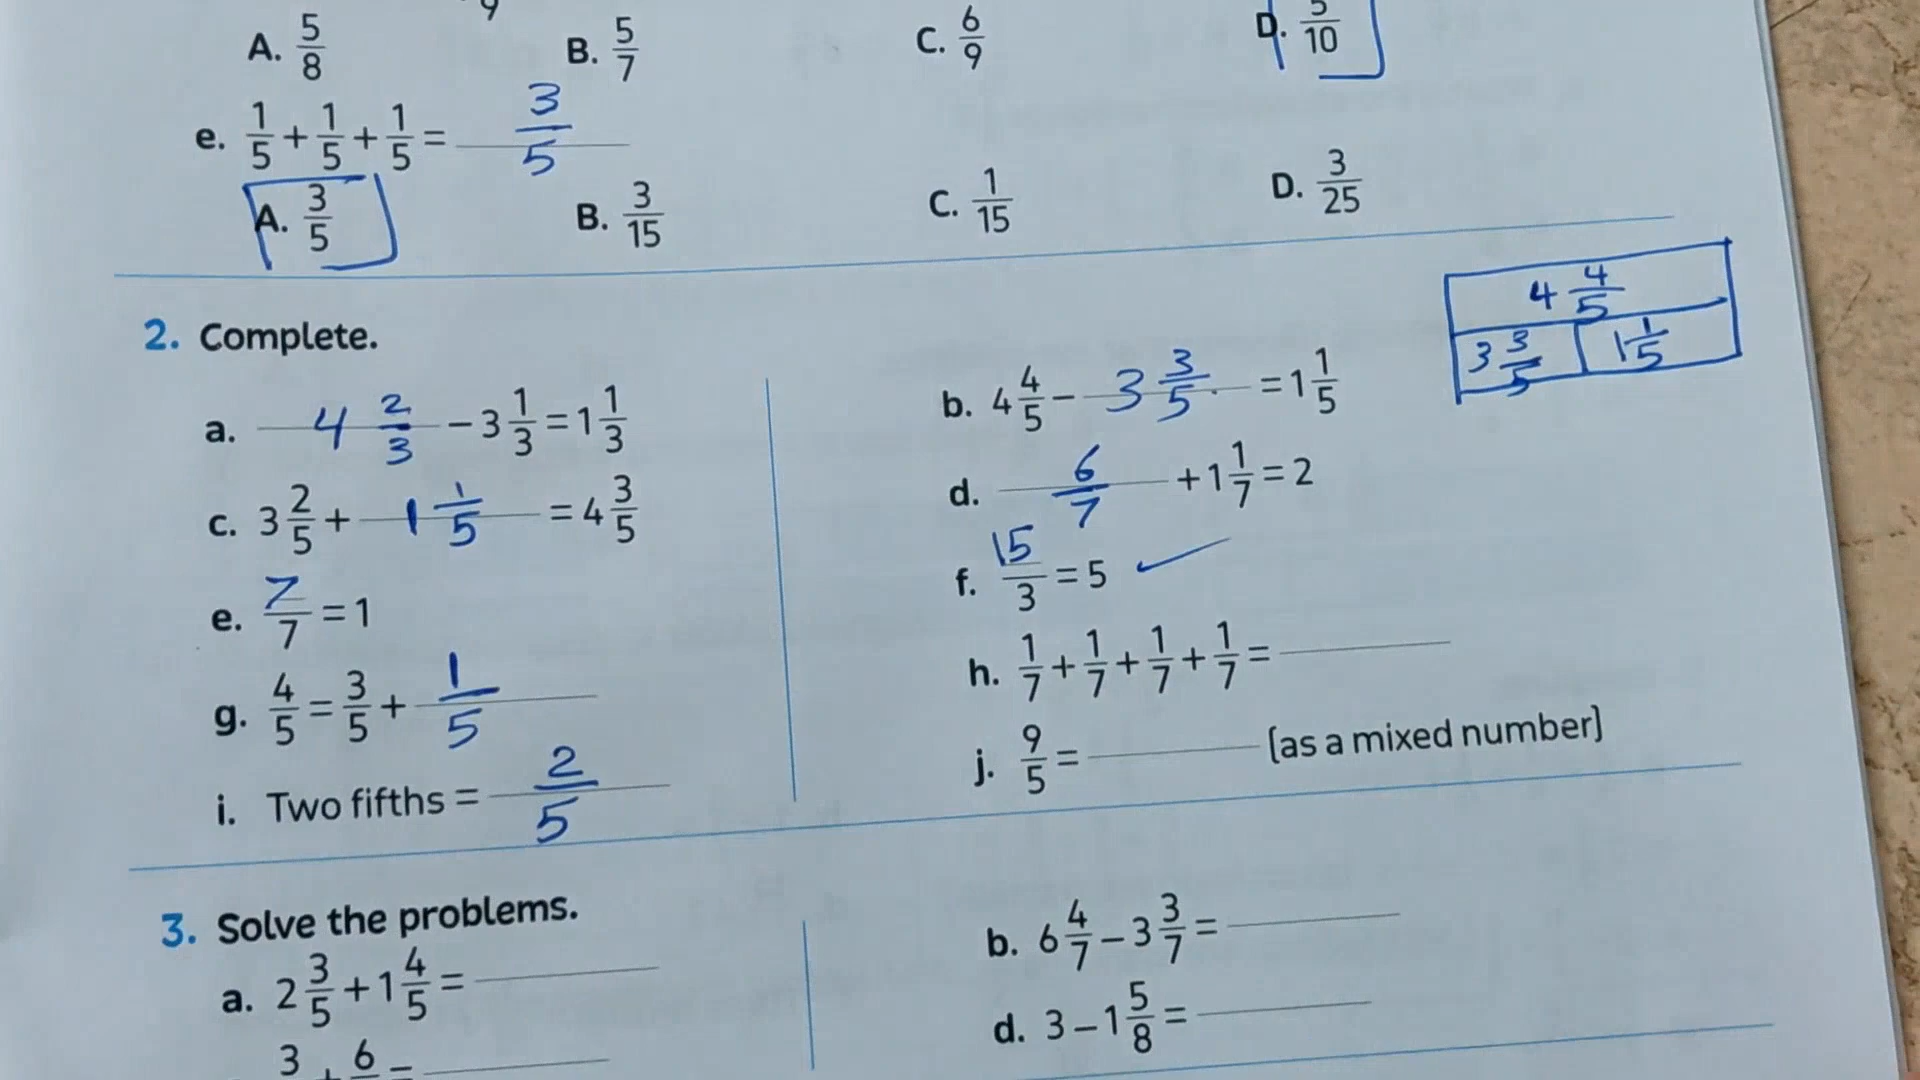 9
A. 5/8 B. 5/7 C. 6/9 D. 5/10
e. 1/5 + 1/5 + 1/5 = 3/5
A. 3/5 B. 3/15 C. 1/15 D. 3/25
2. Complete.
4 4/5
3 3/5 1 1/5
a. 4 2/3 - 3 1/3 = 1 1/3
b. 4 4/5 - 3 3/5 = 1 1/5
c. 3 2/5 + 1 1/5 = 4 3/5
d. 6/7 + 1 1/7 = 2
e. 7/7 = 1
f. 15/3 = 5
g. 4/5 = 3/5 + 1/5
h. 1/7 + 1/7 + 1/7 + 1/7 =
i. Two fifths = 2/5
j. 9/5 = (as a mixed number)
3. Solve the problems.
a. 2 3/5 + 1 4/5 =
b. 6 4/7 - 3 3/7 =
d. 3 - 1 5/8 =
3 + 6 =